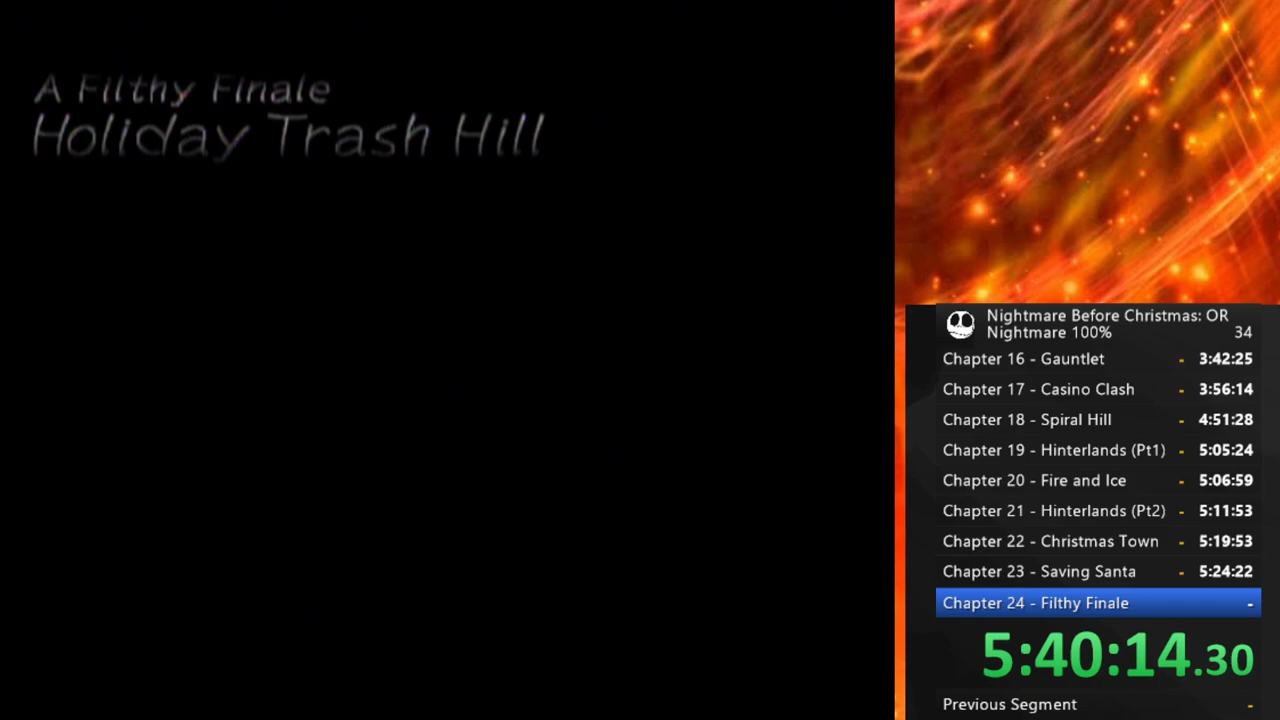 A Filthy Finale
Holiday Trash Hill
Nightmare Before Christmas: OR
Nightmare 100% 34
Chapter 16 - Gauntlet - 3:42:25
Chapter 17 - Casino Clash - 3:56:14
Chapter 18 - Spiral Hill - 4:51:28
Chapter 19 - Hinterlands (Pt1) - 5:05:24
Chapter 20 - Fire and Ice - 5:06:59
Chapter 21 - Hinterlands (Pt2) - 5:11:53
Chapter 22 - Christmas Town - 5:19:53
Chapter 23 - Saving Santa - 5:24:22
Chapter 24 - Filthy Finale -
5:40:14.30
Previous Segment -